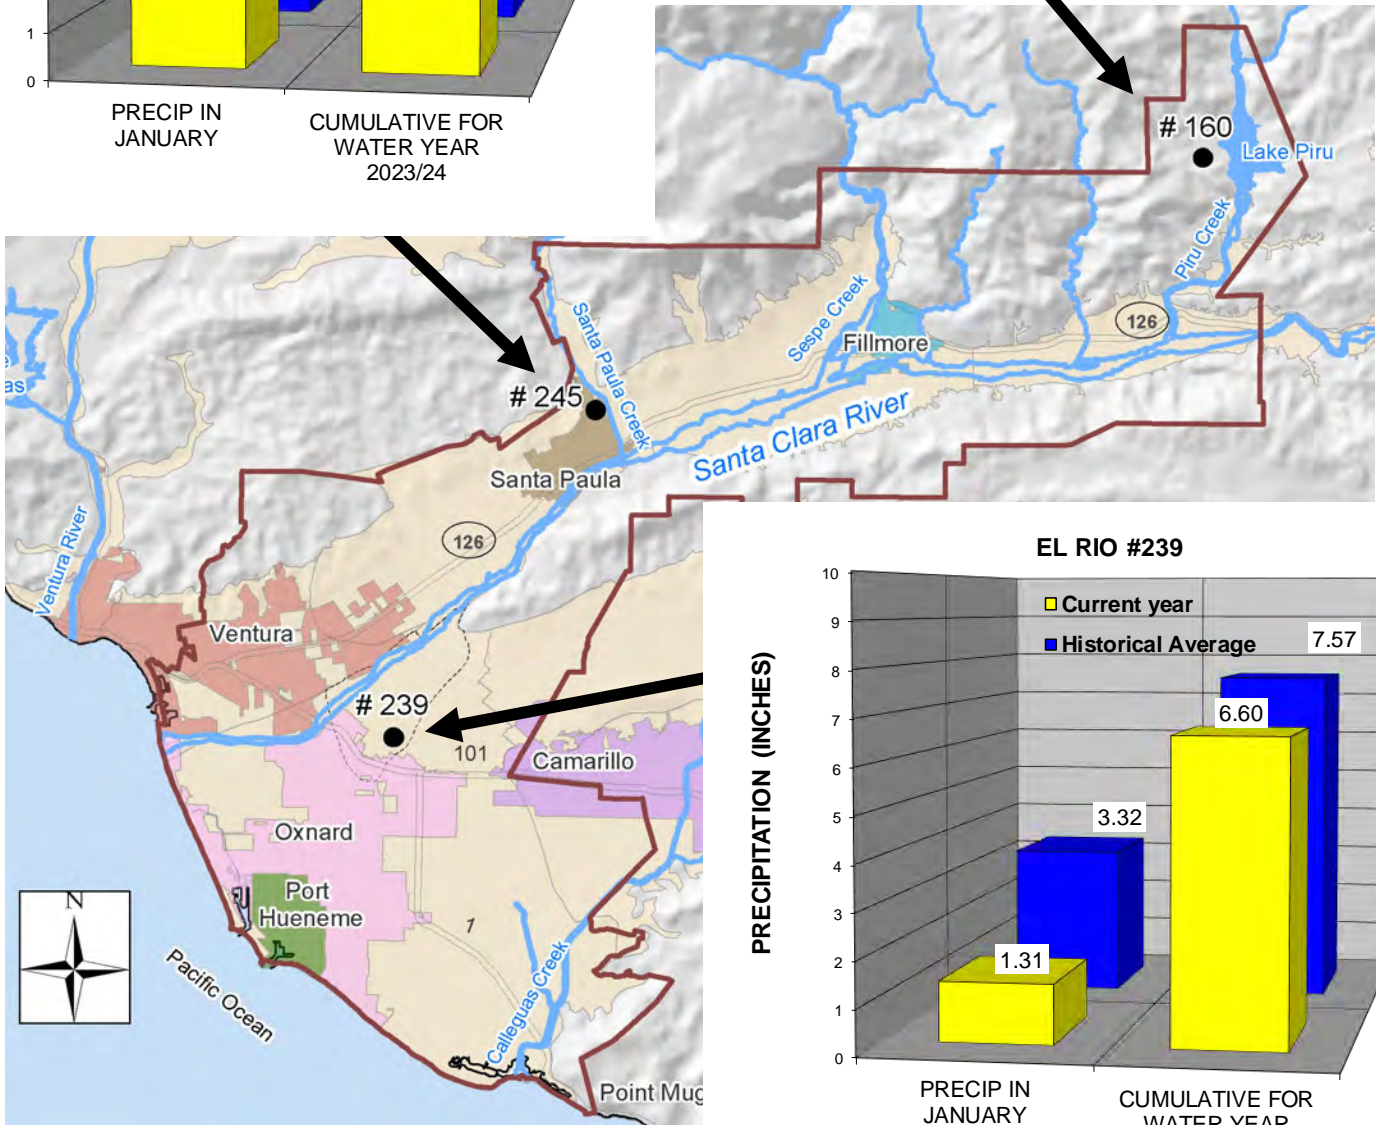 1
0
PRECIP IN
JANUARY
CUMULATIVE FOR
WATER YEAR
2023/24
# 160
Lake Piru
Piru Creek
126
Sespe Creek
Fillmore
Santa Paula Creek
# 245
Santa Clara River
Santa Paula
as
126
Ventura River
Ventura
# 239
101
Camarillo
Oxnard
Port
Hueneme
1
N
Pacific Ocean
Calleguas Creek
Point Mug
EL RIO #239
PRECIPITATION (INCHES)
10
9
8
7
6
5
4
3
2
1
0
Current year
Historical Average
7.57
6.60
3.32
1.31
PRECIP IN
JANUARY
CUMULATIVE FOR
WATER YEAR